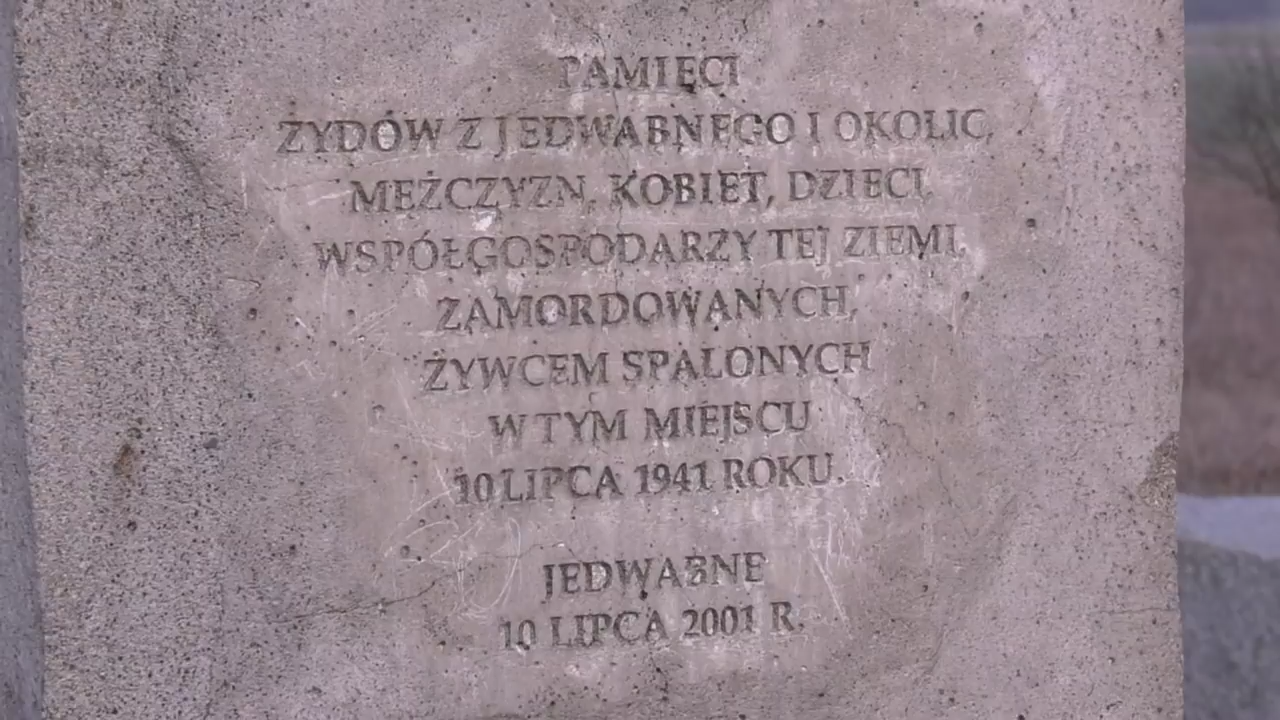 PAMIĘCI
ŻYDÓW Z JEDWABNEGO I OKOLIC,
MĘŻCZYZN, KOBIET, DZIECI,
WSPÓŁGOSPODARZY TEJ ZIEMI,
ZAMORDOWANYCH,
ŻYWCEM SPALONYCH
W TYM MIEJSCU
10 LIPCA 1941 ROKU.
JEDWABNE
10 LIPCA 2001 R.